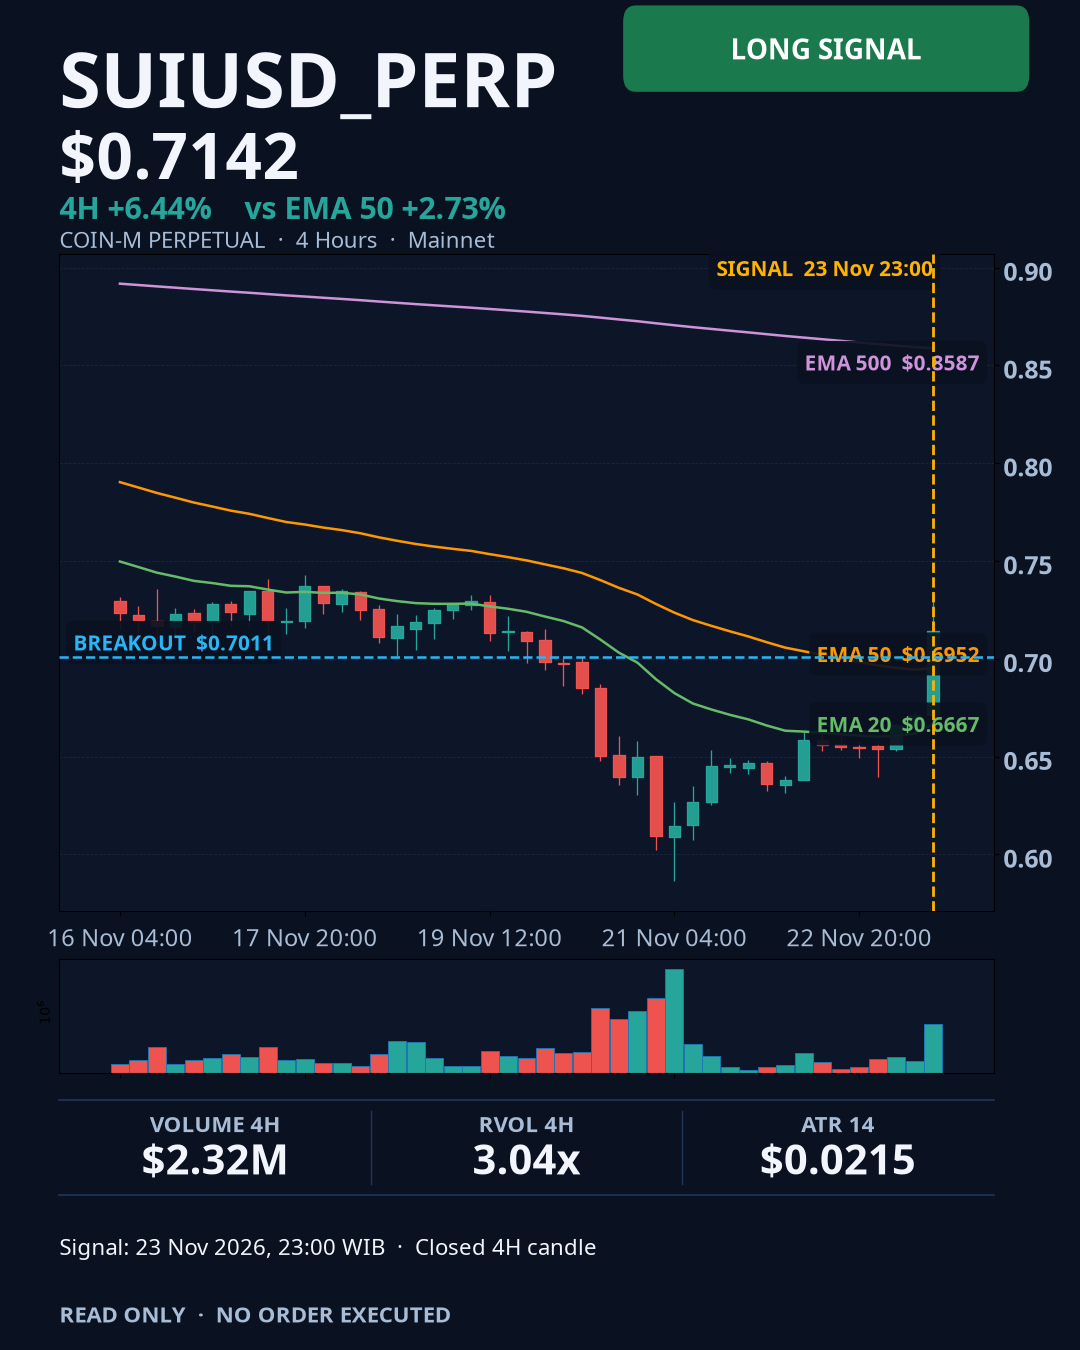 LONG SIGNAL
SUIUSD_PERP
$0.7142
4H +6.44% vs EMA 50 +2.73%
COIN-M PERPETUAL · 4 Hours · Mainnet
SIGNAL 23 Nov 23:00
0.90
EMA 500 $0.8587
0.85
0.80
0.75
BREAKOUT $0.7011
EMA 50 $0.6952
0.70
EMA 20 $0.6667
0.65
0.60
16 Nov 04:00 17 Nov 20:00 19 Nov 12:00 21 Nov 04:00 22 Nov 20:00
10⁶
VOLUME 4H RVOL 4H ATR 14
$2.32M 3.04x $0.0215
Signal: 23 Nov 2026, 23:00 WIB · Closed 4H candle
READ ONLY · NO ORDER EXECUTED